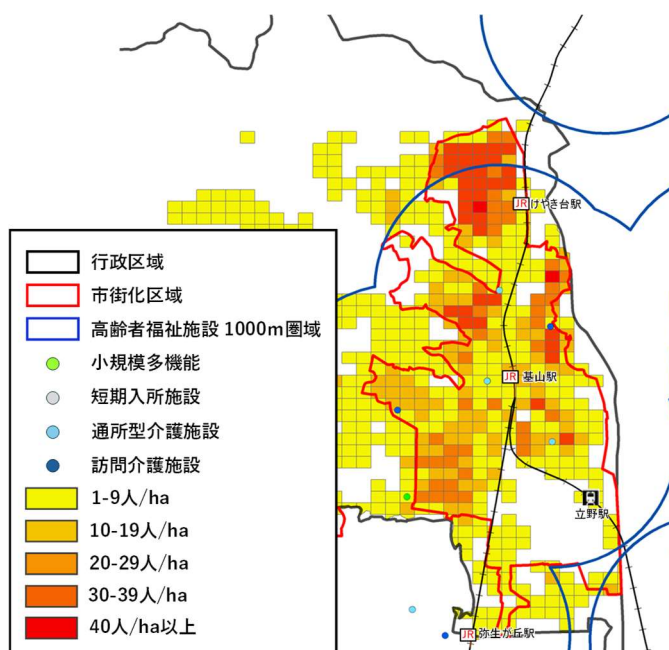 JR けやき台駅
行政区域
市街化区域
高齢者福祉施設 1000m圏域
小規模多機能
短期入所施設
通所型介護施設
訪問介護施設
1-9人/ha
10-19人/ha
20-29人/ha
30-39人/ha
40人/ha以上
JR 基山駅
立野駅
JR 弥生が丘駅